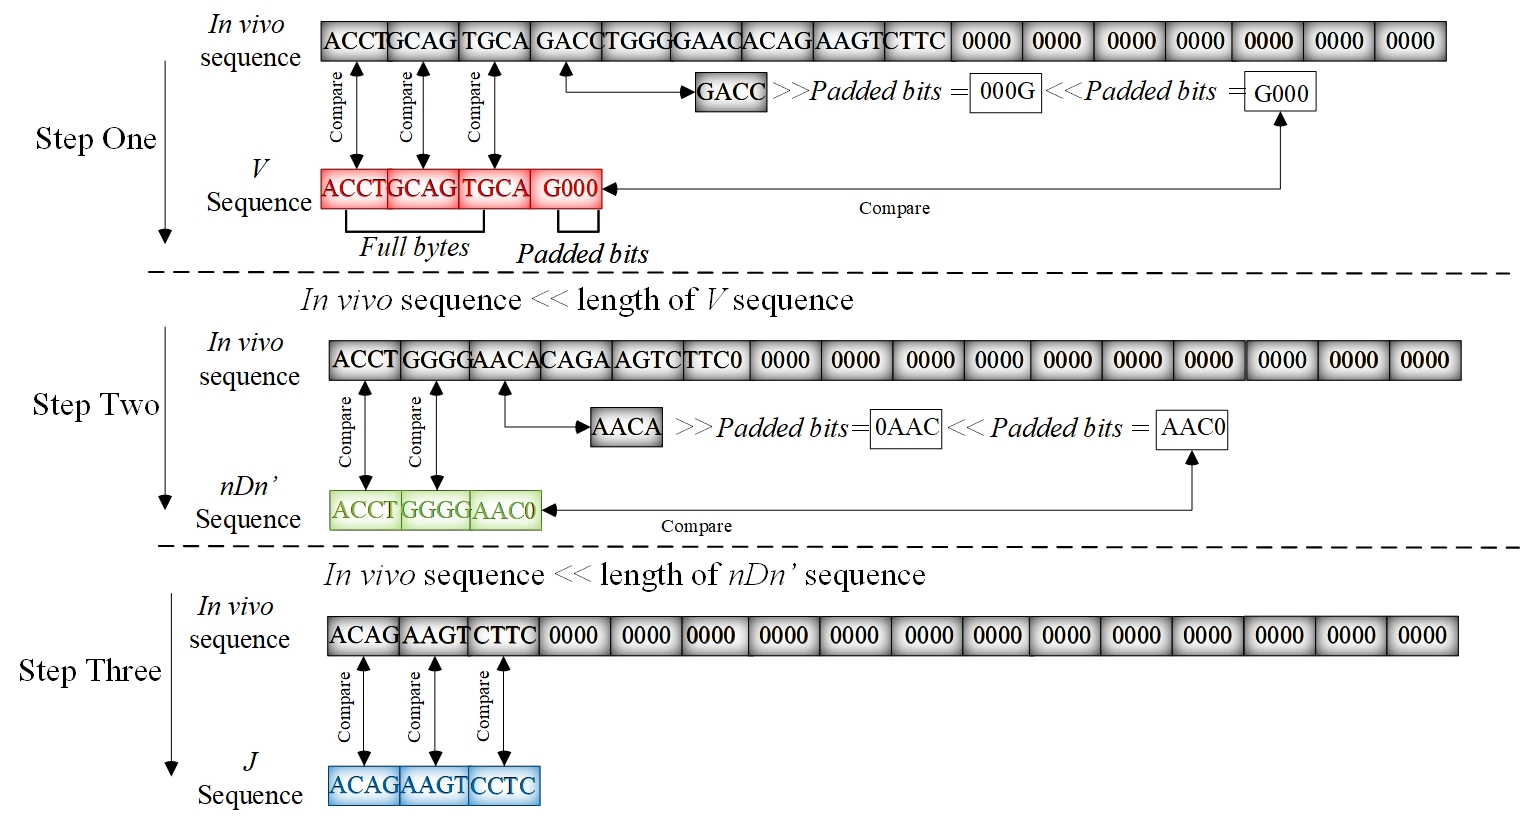 In vivo
sequence
ACCT GCAG TGCA GACC TGGG GAAC ACAG AAGT CTTC 0000 0000 0000 0000 0000 0000 0000
Compare Compare Compare
GACC >>Padded bits = 000G <<Padded bits = G000
Step One
V
Sequence
ACCT GCAG TGCA G000
Compare
Full bytes
Padded bits
In vivo sequence << length of V sequence
In vivo
sequence
ACCT GGGG AACA CAGA AGTC TTC0 0000 0000 0000 0000 0000 0000 0000 0000 0000 0000
Step Two
Compare Compare
AACA >>Padded bits= 0AAC << Padded bits = AAC0
nDn’
Sequence
ACCT GGGG AAC0
Compare
In vivo sequence << length of nDn’ sequence
In vivo
sequence
ACAG AAGT CTTC 0000 0000 0000 0000 0000 0000 0000 0000 0000 0000 0000 0000 0000
Step Three
Compare Compare Compare
J
Sequence
ACAG AAGT CCTC